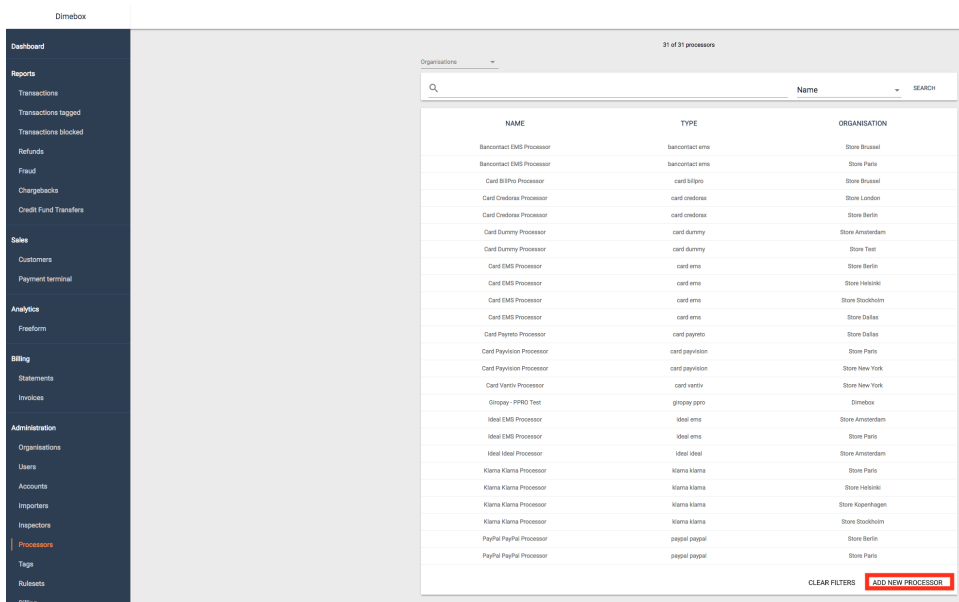 Dimebox
Dashboard
Reports
Transactions
Transactions tagged
Transactions blocked
Refunds
Fraud
Chargebacks
Credit Fund Transfers
Sales
Customers
Payment terminal
Analytics
Freeform
Billing
Statements
Invoices
Administration
Organisations
Users
Accounts
Importers
Inspectors
Processors
Tags
Rulesets
31 of 31 processors
Organisations
Name SEARCH
NAME TYPE ORGANISATION
Bancontact EMS Processor bancontact ems Store Brussel
Bancontact EMS Processor bancontact ems Store Paris
Card BillPro Processor card billpro Store Brussel
Card Credorax Processor card credorax Store London
Card Credorax Processor card credorax Store Berlin
Card Dummy Processor card dummy Store Amsterdam
Card Dummy Processor card dummy Store Test
Card EMS Processor card ems Store Berlin
Card EMS Processor card ems Store Helsinki
Card EMS Processor card ems Store Stockholm
Card EMS Processor card ems Store Dallas
Card Payreto Processor card payreto Store Dallas
Card Payvision Processor card payvision Store Paris
Card Payvision Processor card payvision Store New York
Card Vantiv Processor card vantiv Store New York
Giropay - PPRO Test giropay ppro Dimebox
Ideal EMS Processor ideal ems Store Amsterdam
Ideal EMS Processor ideal ems Store Paris
Ideal Ideal Processor ideal ideal Store Amsterdam
Klarna Klarna Processor klarna klarna Store Paris
Klarna Klarna Processor klarna klarna Store Helsinki
Klarna Klarna Processor klarna klarna Store Kopenhagen
Klarna Klarna Processor klarna klarna Store Stockholm
PayPal PayPal Processor paypal paypal Store Berlin
PayPal PayPal Processor paypal paypal Store Paris
CLEAR FILTERS ADD NEW PROCESSOR